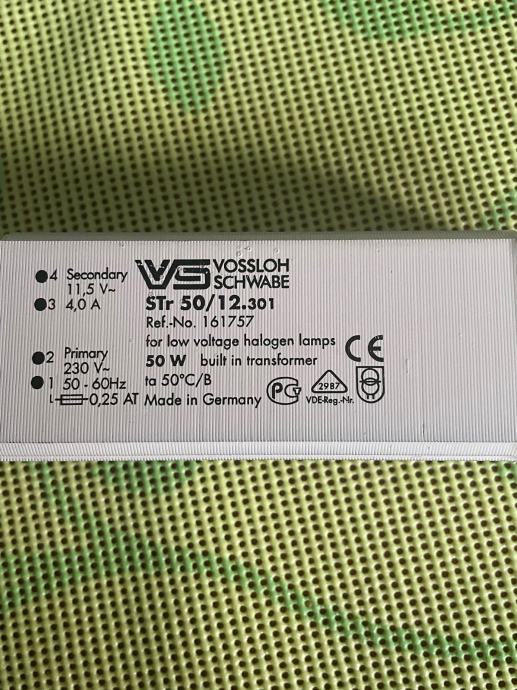 4 Secondary
11,5 V~
3 4,0 A
2 Primary
230 V~
1 50 - 60Hz
0,25 AT
VS VOSSLOH
SCHWABE
STr 50/12.301
Ref.-No. 161757
for low voltage halogen lamps
50 W built in transformer
ta 50°C/B
Made in Germany
CE
PG
2987
VDE-Reg.-Nr.